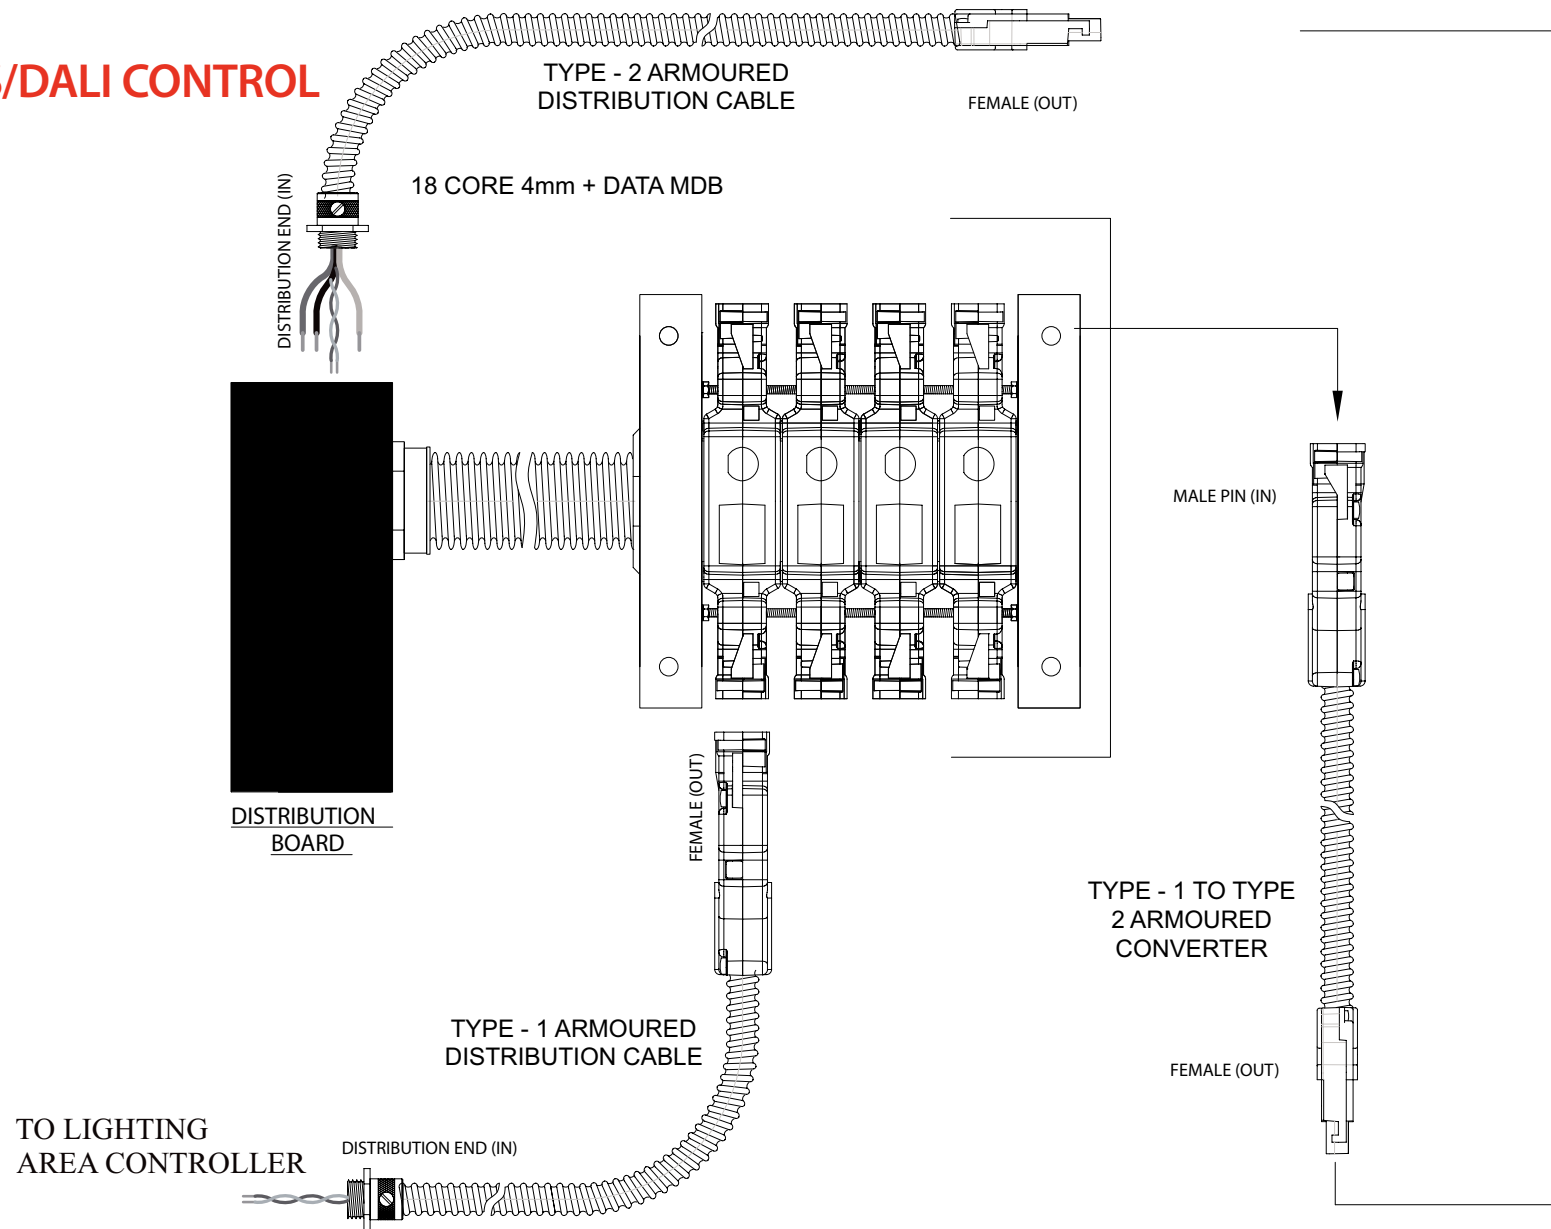 /DALI CONTROL
TYPE - 2 ARMOURED
DISTRIBUTION CABLE
FEMALE (OUT)
DISTRIBUTION END (IN)
18 CORE 4mm + DATA MDB
MALE PIN (IN)
DISTRIBUTION
BOARD
FEMALE (OUT)
TYPE - 1 TO TYPE
2 ARMOURED
CONVERTER
TYPE - 1 ARMOURED
DISTRIBUTION CABLE
FEMALE (OUT)
TO LIGHTING
AREA CONTROLLER
DISTRIBUTION END (IN)